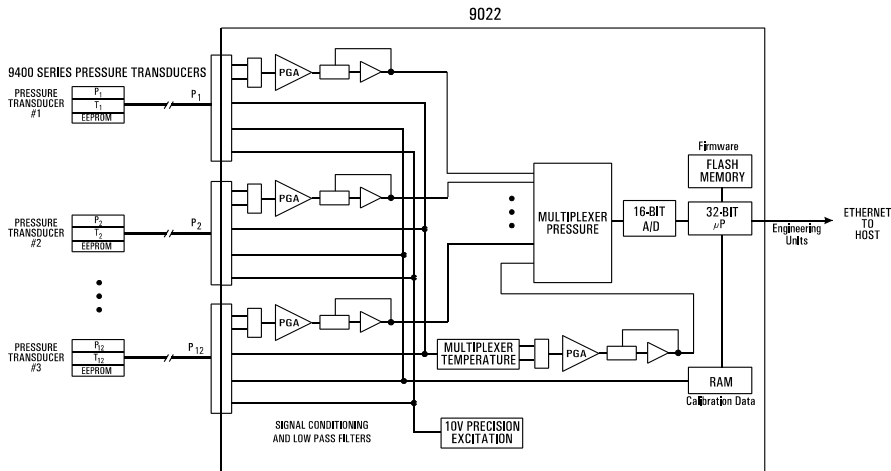 9022
9400 SERIES PRESSURE TRANSDUCERS
PRESSURE
TRANSDUCER
#1
P1
T1
EEPROM
P1
PGA
PRESSURE
TRANSDUCER
#2
P2
T2
EEPROM
P2
PGA
PRESSURE
TRANSDUCER
#3
P12
T12
EEPROM
P12
PGA
MULTIPLEXER
PRESSURE
16-BIT
A/D
Firmware
FLASH
MEMORY
32-BIT
µP
Engineering
Units
ETHERNET
TO
HOST
MULTIPLEXER
TEMPERATURE
PGA
RAM
Calibration Data
SIGNAL CONDITIONING
AND LOW PASS FILTERS
10V PRECISION
EXCITATION